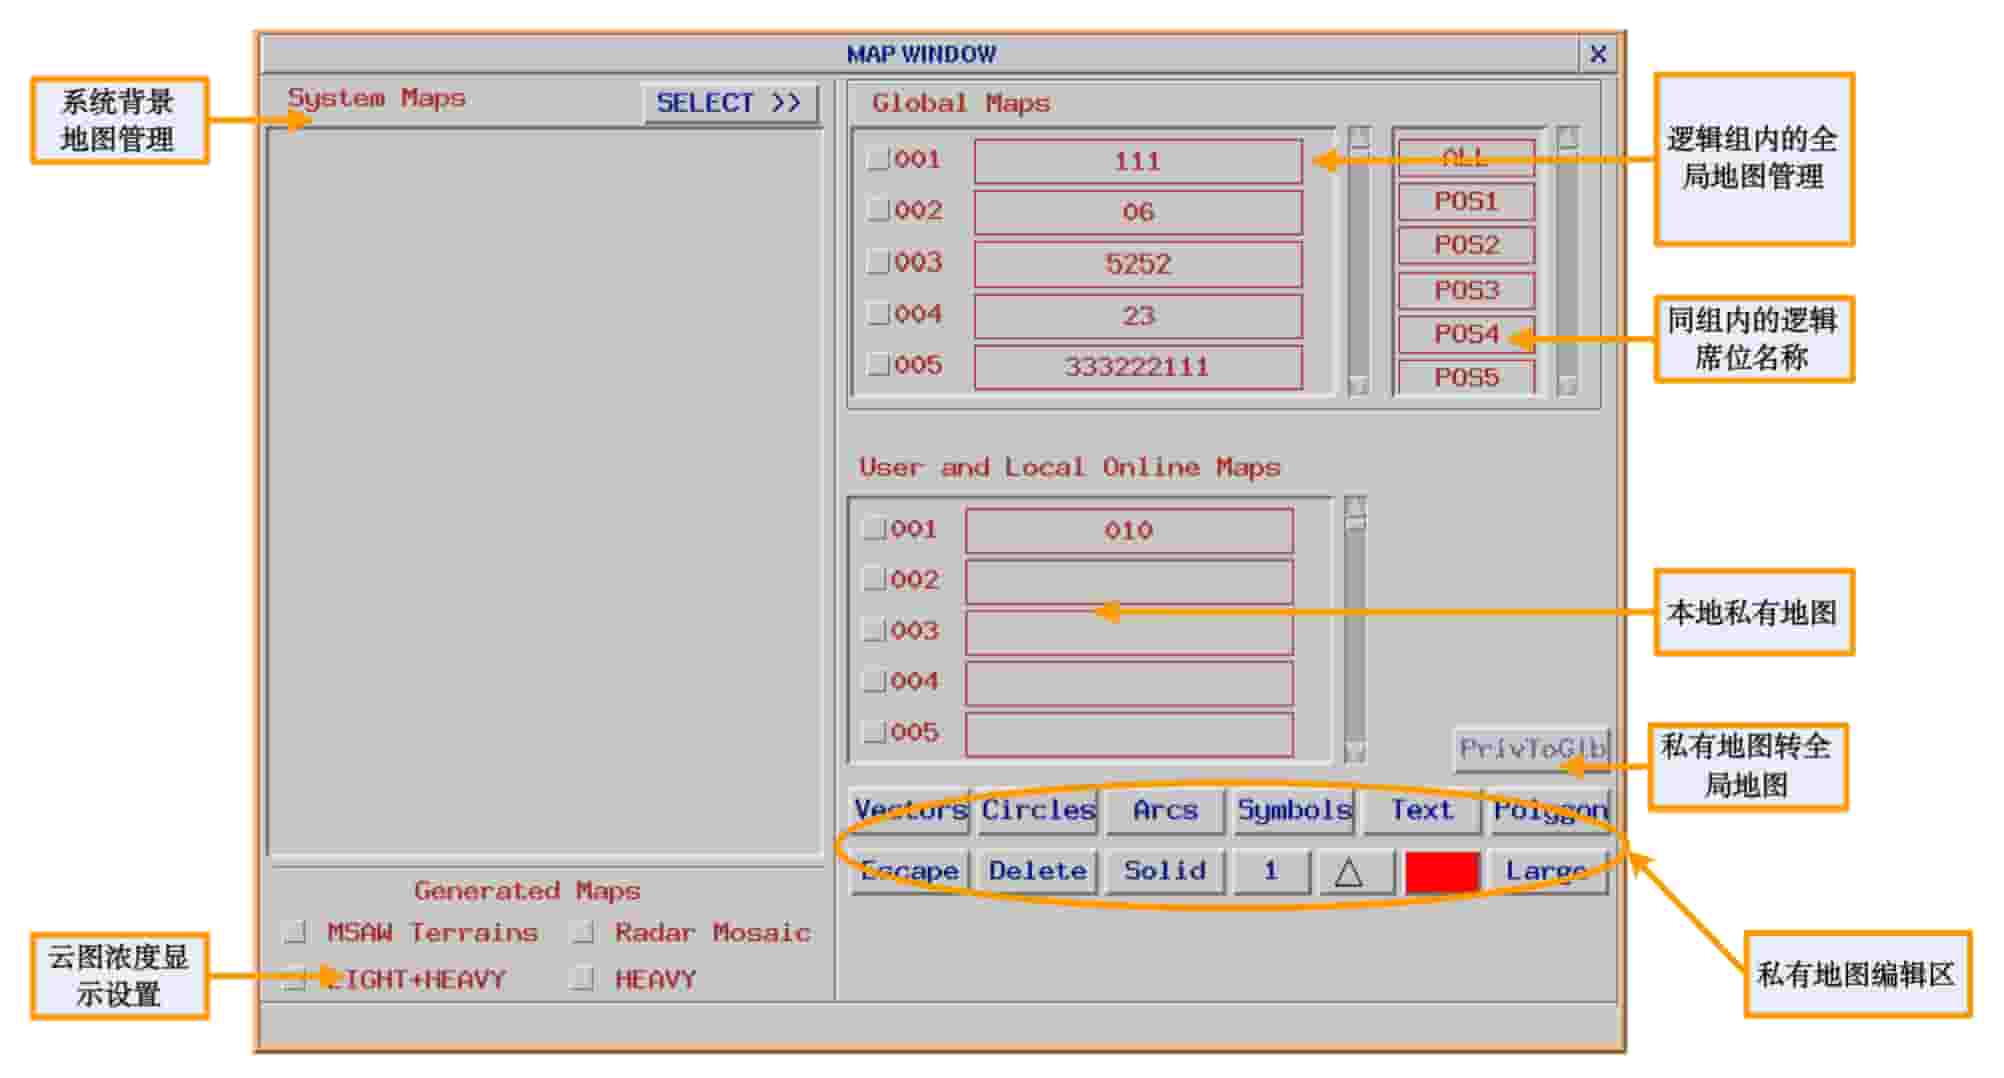 MAP WINDOW
X
系统背景
地图管理
System Maps
SELECT >>
Global Maps
001 111
002 06
003 5252
004 23
005 333222111
ALL
POS1
POS2
POS3
POS4
POS5
逻辑组内的全
局地图管理
同组内的逻辑
席位名称
User and Local Online Maps
001 010
002
003
004
005
本地私有地图
PrivToGlb
私有地图转全
局地图
Vectors Circles Arcs Symbols Text Polygon
Escape Delete Solid 1 △ Large
私有地图编辑区
Generated Maps
MSAW Terrains Radar Mosaic
LIGHT+HEAVY HEAVY
云图浓度显
示设置